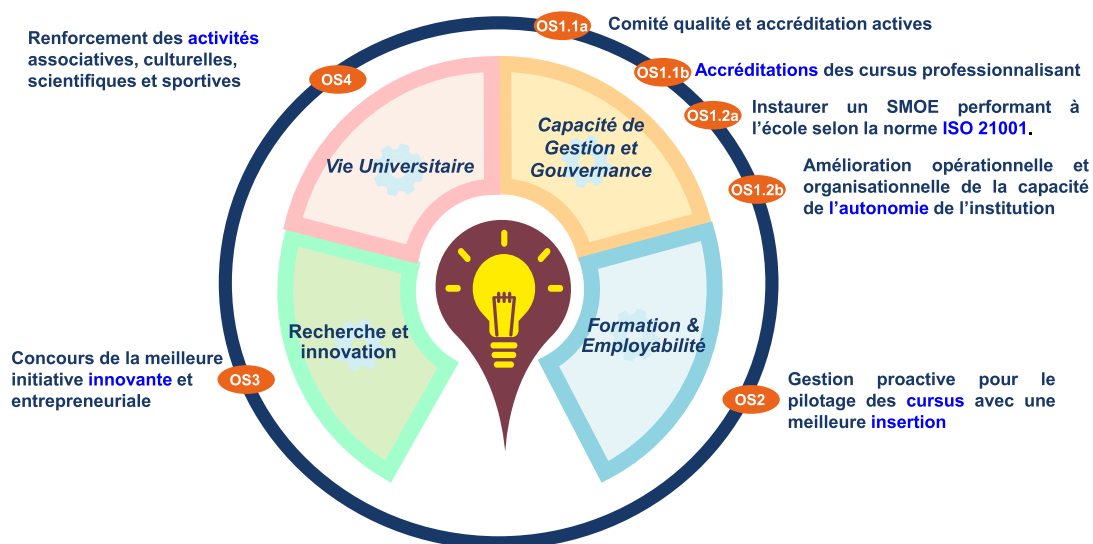 Renforcement des activités
associatives, culturelles,
scientifiques et sportives
OS4
OS1.1a
Comité qualité et accréditation actives
OS1.1b
Accréditations des cursus professionnalisant
OS1.2a
Instaurer un SMOE performant à
l'école selon la norme ISO 21001.
OS1.2b
Amélioration opérationnelle et
organisationnelle de la capacité
de l'autonomie de l'institution
Vie Universitaire
Capacité de
Gestion et
Gouvernance
Recherche et
innovation
Formation &
Employabilité
Concours de la meilleure
initiative innovante et
entrepreneuriale
OS3
OS2
Gestion proactive pour le
pilotage des cursus avec une
meilleure insertion